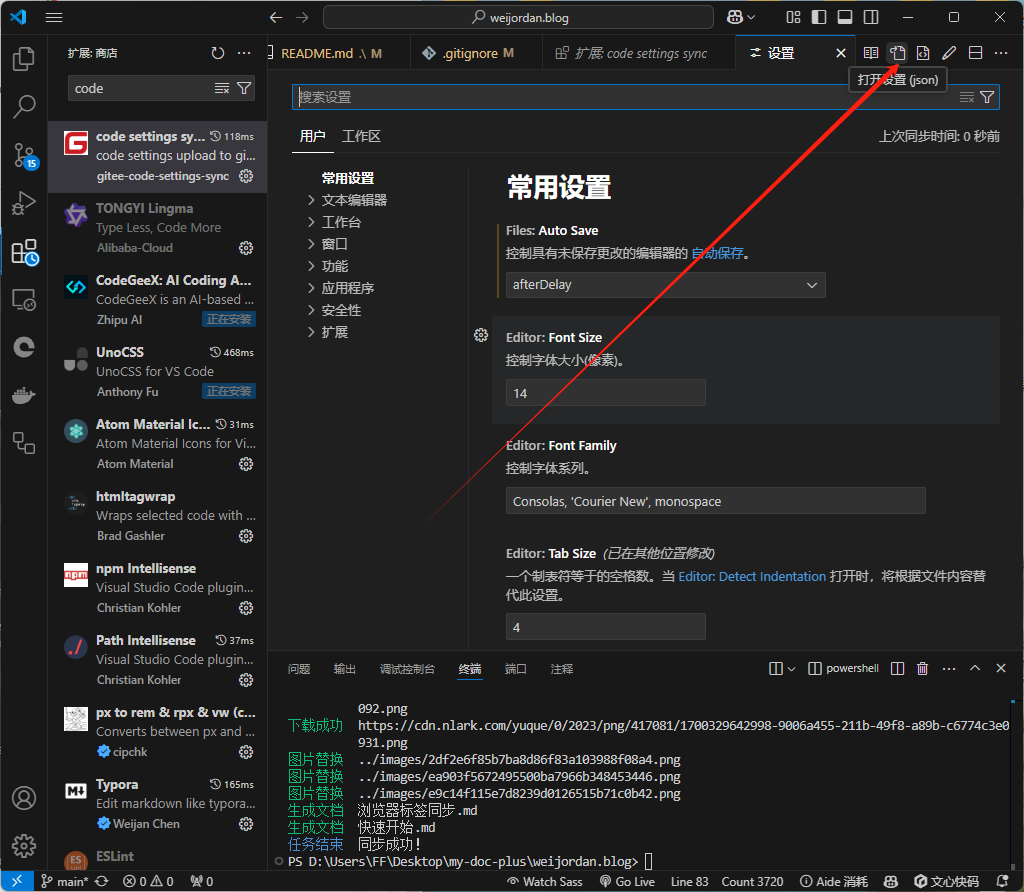 weijordan.blog
扩展: 商店
README.md .\ M
.gitignore M
扩展: code settings sync
设置
打开设置 (json)
code
搜索设置
用户
工作区
上次同步时间: 0 秒前
code settings sy... 118ms
code settings upload to gi...
gitee-code-settings-sync
TONGYI Lingma
Type Less, Code More
Alibaba-Cloud
CodeGeeX: AI Coding A...
CodeGeeX is an AI-based ...
Zhipu AI 正在安装
UnoCSS 468ms
UnoCSS for VS Code
Anthony Fu 正在安装
Atom Material Ic... 31ms
Atom Material Icons for Vi...
Atom Material
htmltagwrap
Wraps selected code with ...
Brad Gashler
npm
npm Intellisense
Visual Studio Code plugin...
Christian Kohler
Path Intellisense 37ms
Visual Studio Code plugin...
Christian Kohler
px to rem & rpx & vw (c...
Converts between px and ...
cipchk
Typora 165ms
Edit markdown like typora...
Weijan Chen
ES
ESLint
15
常用设置
文本编辑器
工作台
窗口
功能
应用程序
安全性
扩展
常用设置
Files: Auto Save
控制具有未保存更改的编辑器的 自动保存。
afterDelay
Editor: Font Size
控制字体大小(像素)。
14
Editor: Font Family
控制字体系列。
Consolas, 'Courier New', monospace
Editor: Tab Size (已在其他位置修改)
一个制表符等于的空格数。当 Editor: Detect Indentation 打开时，将根据文件内容替
代此设置。
4
问题 输出 调试控制台 终端 端口 注释
powershell
092.png
下载成功 https://cdn.nlark.com/yuque/0/2023/png/417081/1700329642998-9006a455-211b-49f8-a89b-c6774c3e0
931.png
图片替换 ../images/2df2e6f85b7ba8d86f83a103988f08a4.png
图片替换 ../images/ea903f5672495500ba7966b348453446.png
图片替换 ../images/e9c14f115e7d8239d0126515b71c0b42.png
生成文档 浏览器标签同步.md
生成文档 快速开始.md
任务结束 同步成功!
PS D:\Users\FF\Desktop\my-doc-plus\weijordan.blog>
main* 0 0 0 Watch Sass Go Live Line 83 Count 3720 Aide 消耗 文心快码